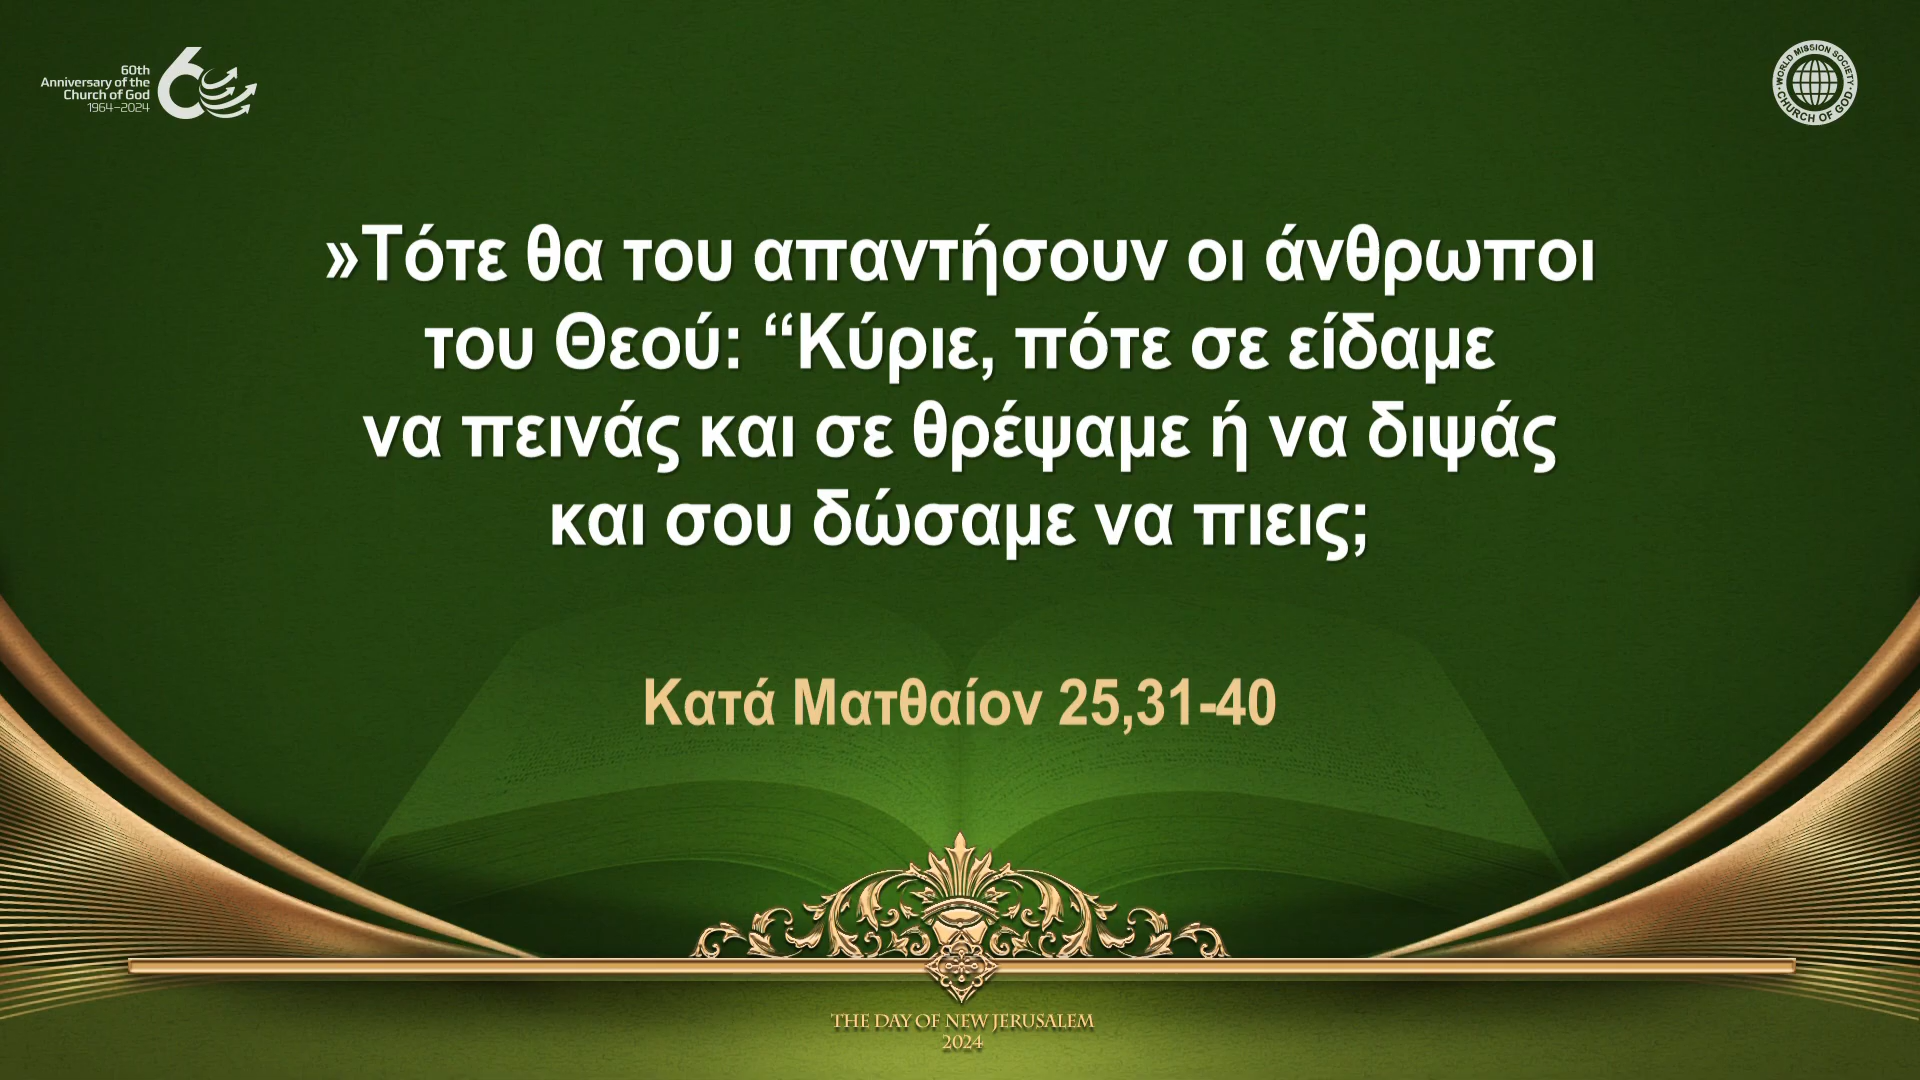 60th
Anniversary of the
Church of God
1964–2024
WORLD MISSION SOCIETY
CHURCH OF GOD
»Τότε θα του απαντήσουν οι άνθρωποι
του Θεού: “Κύριε, πότε σε είδαμε
να πεινάς και σε θρέψαμε ή να διψάς
και σου δώσαμε να πιεις;
Κατά Ματθαίον 25,31-40
THE DAY OF NEW JERUSALEM
2024